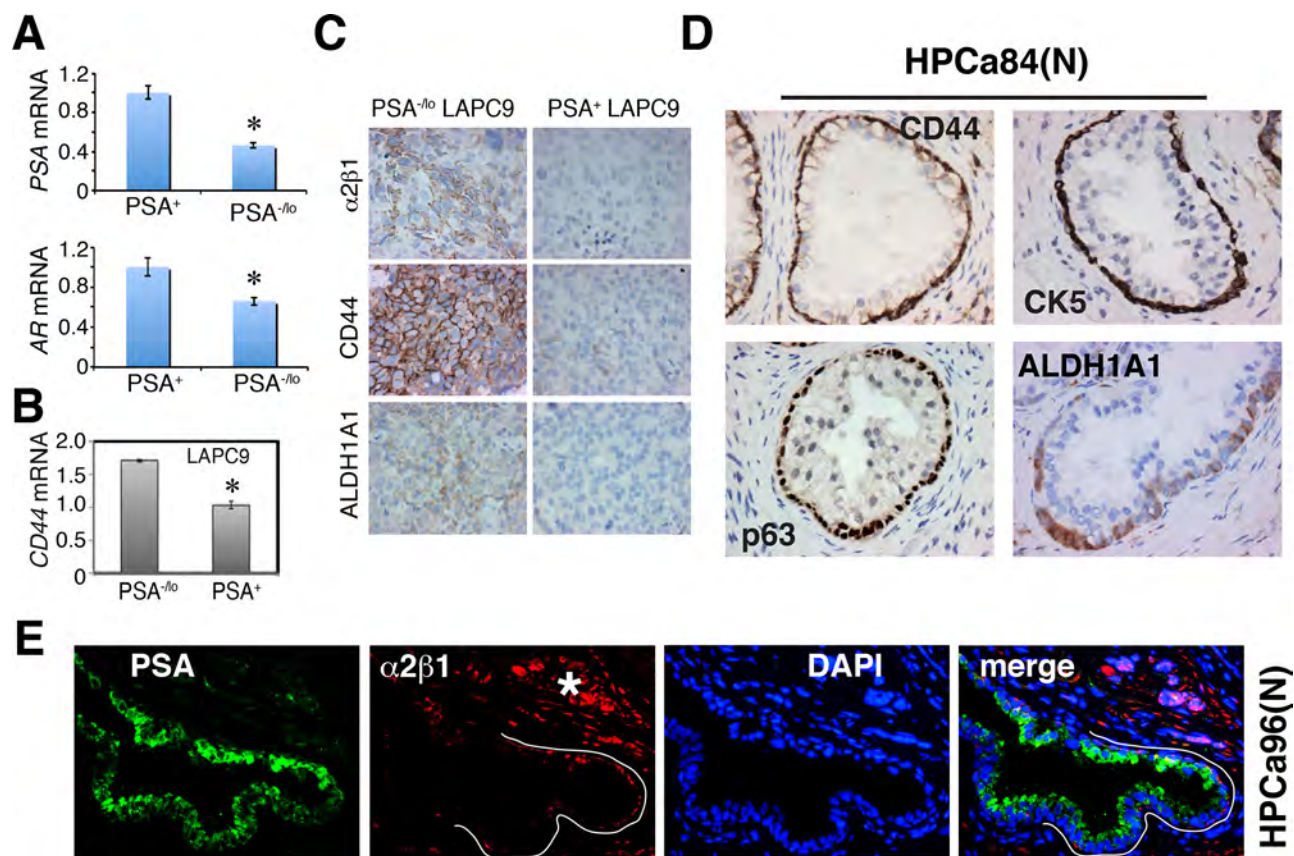 A
PSA mRNA
1.2
0.8
0.4
0
*
PSA⁺ PSA⁻/ˡᵒ
AR mRNA
1.2
0.8
0.4
0
*
PSA⁺ PSA⁻/ˡᵒ
B
CD44 mRNA
2.0
1.5
1.0
0.5
0
LAPC9
*
PSA⁻/ˡᵒ PSA⁺
C
PSA⁻/ˡᵒ LAPC9 PSA⁺ LAPC9
α2β1
CD44
ALDH1A1
D
HPCa84(N)
CD44
CK5
p63
ALDH1A1
E
PSA
α2β1
*
DAPI
merge
HPCa96(N)